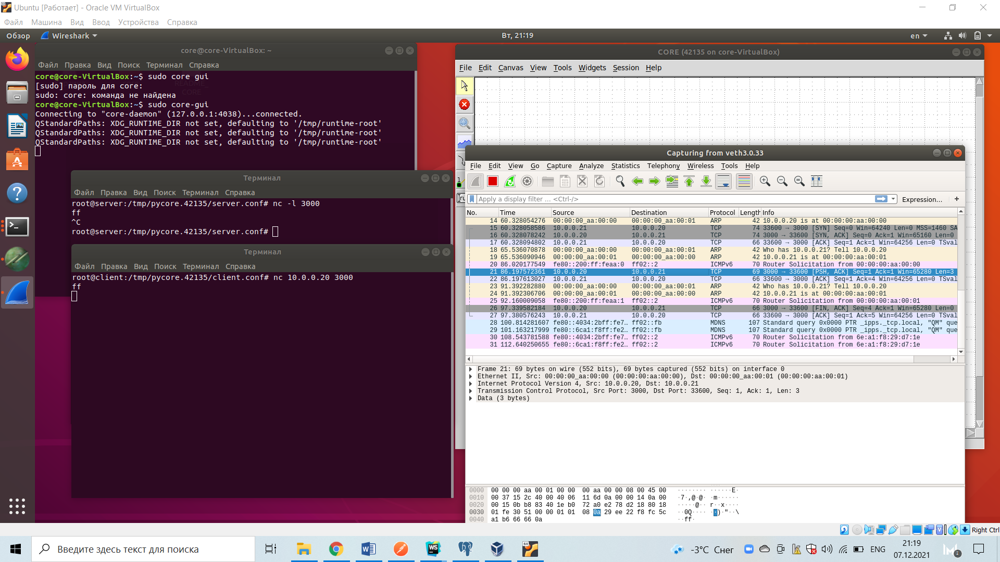 Ubuntu [Работает] - Oracle VM VirtualBox
Файл Машина Вид Ввод Устройства Справка
Обзор Wireshark Вт, 21:19 en
core@core-VirtualBox: ~
Файл Правка Вид Поиск Терминал Справка
core@core-VirtualBox:~$ sudo core gui
[sudo] пароль для core:
sudo: core: команда не найдена
core@core-VirtualBox:~$ sudo core-gui
Connecting to "core-daemon" (127.0.0.1:4038)...connected.
QStandardPaths: XDG_RUNTIME_DIR not set, defaulting to '/tmp/runtime-root'
QStandardPaths: XDG_RUNTIME_DIR not set, defaulting to '/tmp/runtime-root'
QStandardPaths: XDG_RUNTIME_DIR not set, defaulting to '/tmp/runtime-root'
Терминал
Файл Правка Вид Поиск Терминал Справка
root@server:/tmp/pycore.42135/server.conf# nc -l 3000
ff
^C
root@server:/tmp/pycore.42135/server.conf#
Терминал
Файл Правка Вид Поиск Терминал Справка
root@client:/tmp/pycore.42135/client.conf# nc 10.0.0.20 3000
ff
CORE (42135 on core-VirtualBox)
File Edit Canvas View Tools Widgets Session Help
Capturing from veth3.0.33
File Edit View Go Capture Analyze Statistics Telephony Wireless Tools Help
Apply a display filter ... <Ctrl-/> Expression... +
No. Time Source Destination Protocol Length Info
14 60.328054276 00:00:00_aa:00:00 00:00:00_aa:00:01 ARP 42 10.0.0.20 is at 00:00:00:aa:00:00
15 60.328058586 10.0.0.21 10.0.0.20 TCP 74 33600 → 3000 [SYN] Seq=0 Win=64240 Len=0 MSS=1460 SA
16 60.328078242 10.0.0.20 10.0.0.21 TCP 74 3000 → 33600 [SYN, ACK] Seq=0 Ack=1 Win=65160 Len=0
17 60.328094802 10.0.0.21 10.0.0.20 TCP 66 33600 → 3000 [ACK] Seq=1 Ack=1 Win=64256 Len=0 TSval
18 65.536070878 00:00:00_aa:00:00 00:00:00_aa:00:01 ARP 42 Who has 10.0.0.21? Tell 10.0.0.20
19 65.536090946 00:00:00_aa:00:01 00:00:00_aa:00:00 ARP 42 10.0.0.21 is at 00:00:00:aa:00:01
20 86.020177549 fe80::200:ff:feaa:0 ff02::2 ICMPv6 70 Router Solicitation from 00:00:00:aa:00:00
21 86.197572361 10.0.0.20 10.0.0.21 TCP 69 3000 → 33600 [PSH, ACK] Seq=1 Ack=1 Win=65280 Len=3
22 86.197613027 10.0.0.21 10.0.0.20 TCP 66 33600 → 3000 [ACK] Seq=1 Ack=4 Win=64256 Len=0 TSval
23 91.392282880 00:00:00_aa:00:00 00:00:00_aa:00:01 ARP 42 Who has 10.0.0.21? Tell 10.0.0.20
24 91.392306706 00:00:00_aa:00:01 00:00:00_aa:00:00 ARP 42 10.0.0.21 is at 00:00:00:aa:00:01
25 92.160009058 fe80::200:ff:feaa:1 ff02::2 ICMPv6 70 Router Solicitation from 00:00:00:aa:00:01
26 97.339582184 10.0.0.20 10.0.0.21 TCP 66 3000 → 33600 [FIN, ACK] Seq=4 Ack=1 Win=65280 Len=0
27 97.380576243 10.0.0.21 10.0.0.20 TCP 66 33600 → 3000 [ACK] Seq=1 Ack=5 Win=64256 Len=0 TSval
28 100.814281607 fe80::4034:2bff:fe7… ff02::fb MDNS 107 Standard query 0x0000 PTR _ipps._tcp.local, "QM" que
29 101.163217999 fe80::6ca1:f8ff:fe2… ff02::fb MDNS 107 Standard query 0x0000 PTR _ipps._tcp.local, "QM" que
30 108.543781588 fe80::4034:2bff:fe7… ff02::2 ICMPv6 70 Router Solicitation from 6e:a1:f8:29:d7:1e
31 112.640250655 fe80::6ca1:f8ff:fe2… ff02::2 ICMPv6 70 Router Solicitation from 6e:a1:f8:29:d7:1e
Frame 21: 69 bytes on wire (552 bits), 69 bytes captured (552 bits) on interface 0
Ethernet II, Src: 00:00:00_aa:00:00 (00:00:00:aa:00:00), Dst: 00:00:00_aa:00:01 (00:00:00:aa:00:01)
Internet Protocol Version 4, Src: 10.0.0.20, Dst: 10.0.0.21
Transmission Control Protocol, Src Port: 3000, Dst Port: 33600, Seq: 1, Ack: 1, Len: 3
Data (3 bytes)
0000 00 00 00 aa 00 01 00 00 00 aa 00 00 08 00 45 00 ········ ······E·
0010 00 37 15 2c 40 00 40 06 11 6d 0a 00 00 14 0a 00 ·7·,@·@· ·m······
0020 00 15 0b b8 83 40 1e b0 72 a0 e2 78 d2 18 80 18 ·····@·· r··x····
0030 01 fe 30 51 00 00 01 01 08 0a 29 ee 22 f8 fc 5c ··0Q···· ··)·"··\
0040 a1 b6 66 66 0a ··ff·
Right Ctrl
Введите здесь текст для поиска
-3°C Снег ENG 21:19
07.12.2021